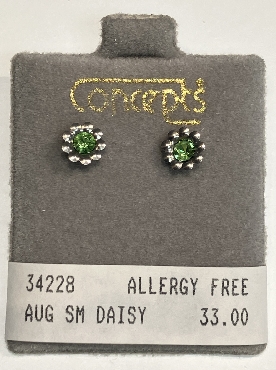 Concepts
34228 ALLERGY FREE
AUG SM DAISY 33.00